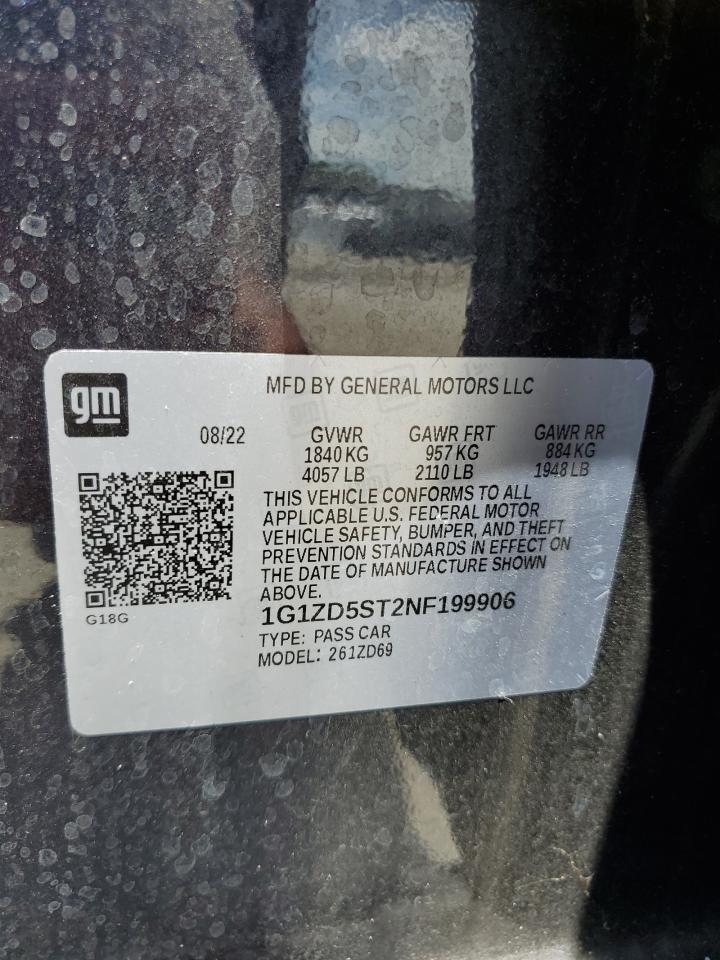 gm
MFD BY GENERAL MOTORS LLC
08/22 GVWR GAWR FRT GAWR RR
1840 KG 957 KG 884 KG
4057 LB 2110 LB 1948 LB
THIS VEHICLE CONFORMS TO ALL
APPLICABLE U.S. FEDERAL MOTOR
VEHICLE SAFETY, BUMPER, AND THEFT
PREVENTION STANDARDS IN EFFECT ON
THE DATE OF MANUFACTURE SHOWN
ABOVE.
G18G
1G1ZD5ST2NF199906
TYPE: PASS CAR
MODEL: 261ZD69